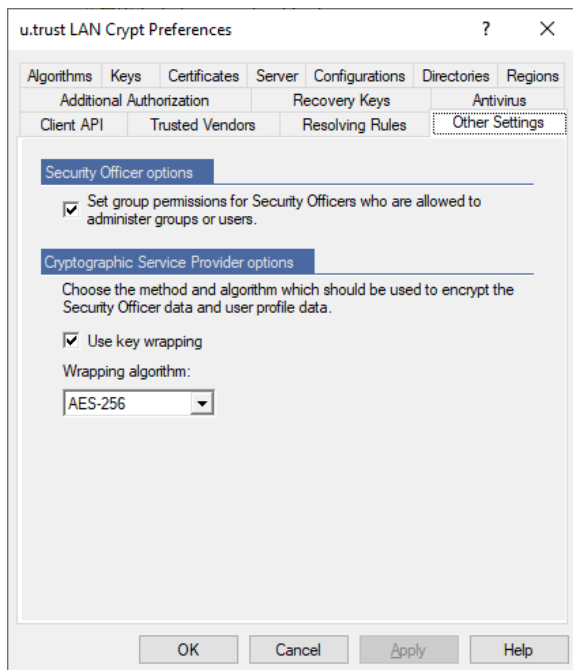 u.trust LAN Crypt Preferences
?
Algorithms Keys Certificates Server Configurations Directories Regions
Additional Authorization Recovery Keys Antivirus
Client API Trusted Vendors Resolving Rules Other Settings
Security Officer options
Set group permissions for Security Officers who are allowed to
administer groups or users.
Cryptographic Service Provider options
Choose the method and algorithm which should be used to encrypt the
Security Officer data and user profile data.
Use key wrapping
Wrapping algorithm:
AES-256
OK Cancel Apply Help